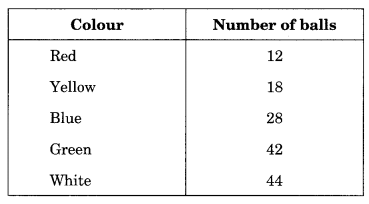 Colour Number of balls
Red 12
Yellow 18
Blue 28
Green 42
White 44